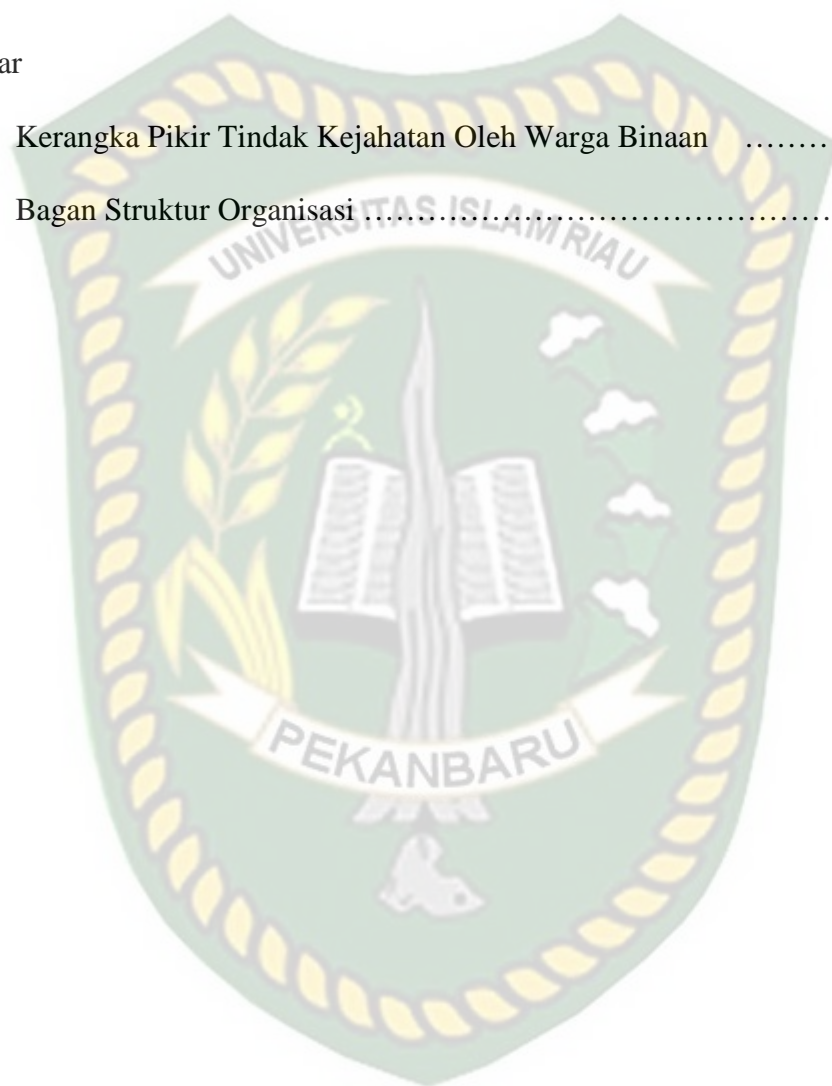 ar
Kerangka Pikir Tindak Kejahatan Oleh Warga Binaan ………
Bagan Struktur Organisasi ………………………………………
UNIVERSITAS ISLAM RIAU
PEKANBARU